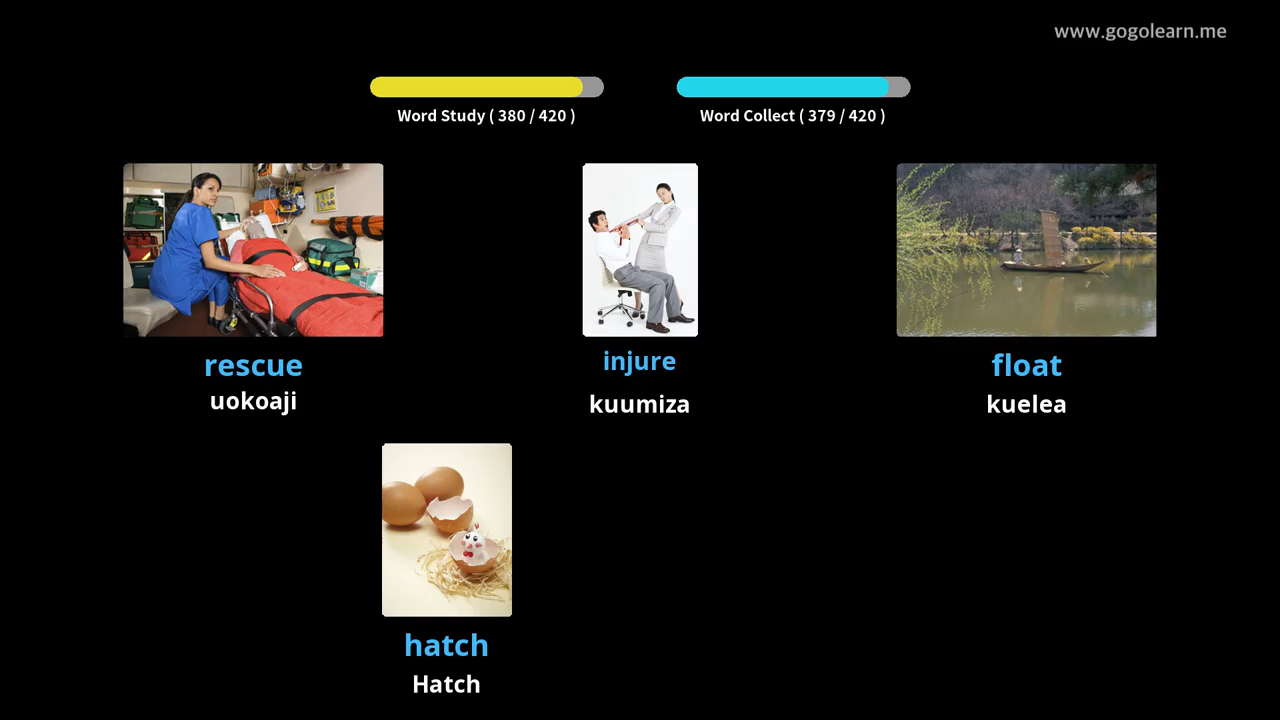 www.gogolearn.me
Word Study ( 380 / 420 )
Word Collect ( 379 / 420 )
rescue
uokoaji
injure
kuumiza
float
kuelea
hatch
Hatch